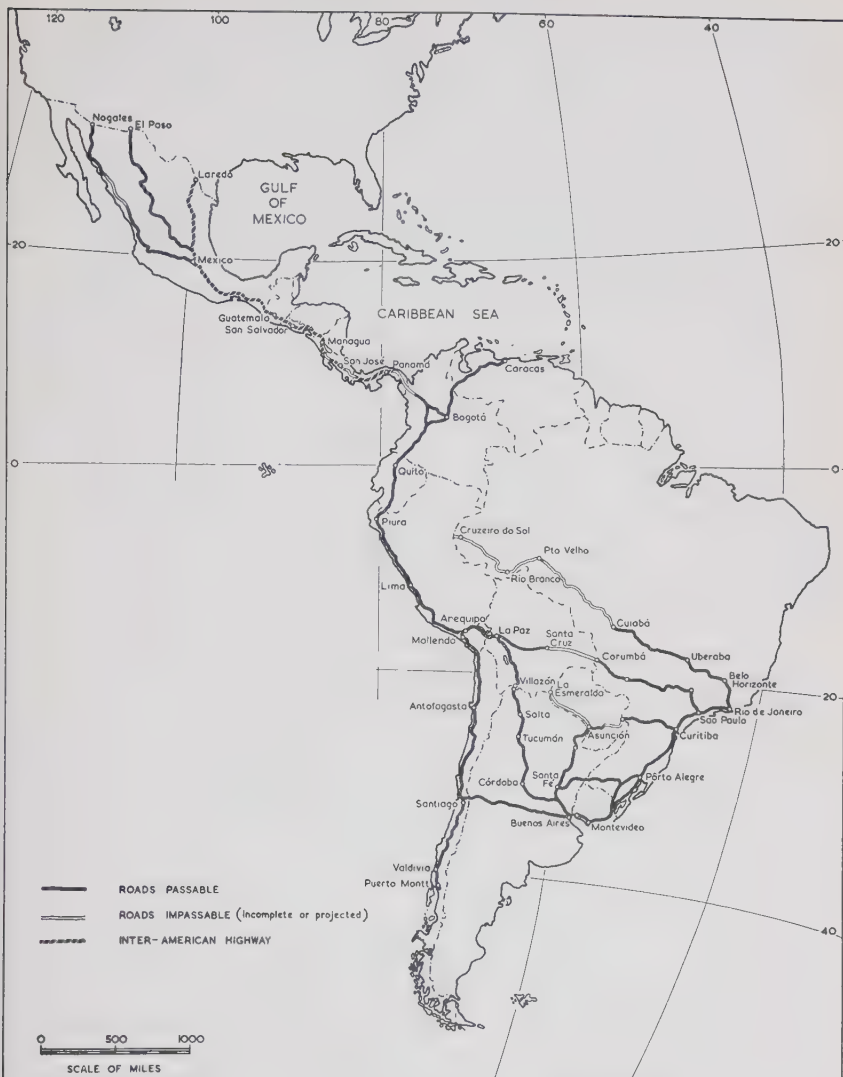 120
100
80
60
40
Nogales
El Paso
Laredo
GULF
OF
MEXICO
20
20
Mexico
CARIBBEAN SEA
Guatemala
San Salvador
Managua
San José
Panamá
Caracas
Bogotá
0
0
Quito
Piura
Cruzeiro do Sol
Pto Velho
Rio Branco
Lima
Cuiabá
Arequipa
La Paz
Santa
Cruz
Mollendo
Corumbá
Uberaba
Belo
Horizonte
Villazón
La
Esmeralda
20
Antofagasta
Rio de Janeiro
Sao Paulo
Salta
Tucumán
Asunción
Curitiba
Córdoba
Santa
Fe
Pôrto Alegre
Santiago
Buenos Aires
Montevideo
Valdivia
Puerto Montt
ROADS PASSABLE
ROADS IMPASSABLE (incomplete or projected)
INTER-AMERICAN HIGHWAY
40
0 500 1000
SCALE OF MILES